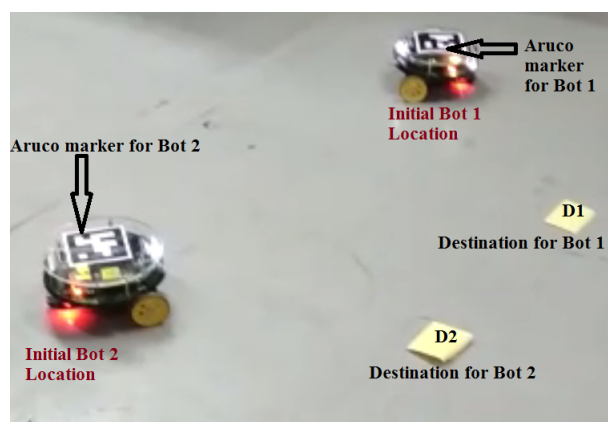 Aruco
marker
for Bot 1
Initial Bot 1
Location
Aruco marker for Bot 2
D1
Destination for Bot 1
D2
Initial Bot 2
Location
Destination for Bot 2